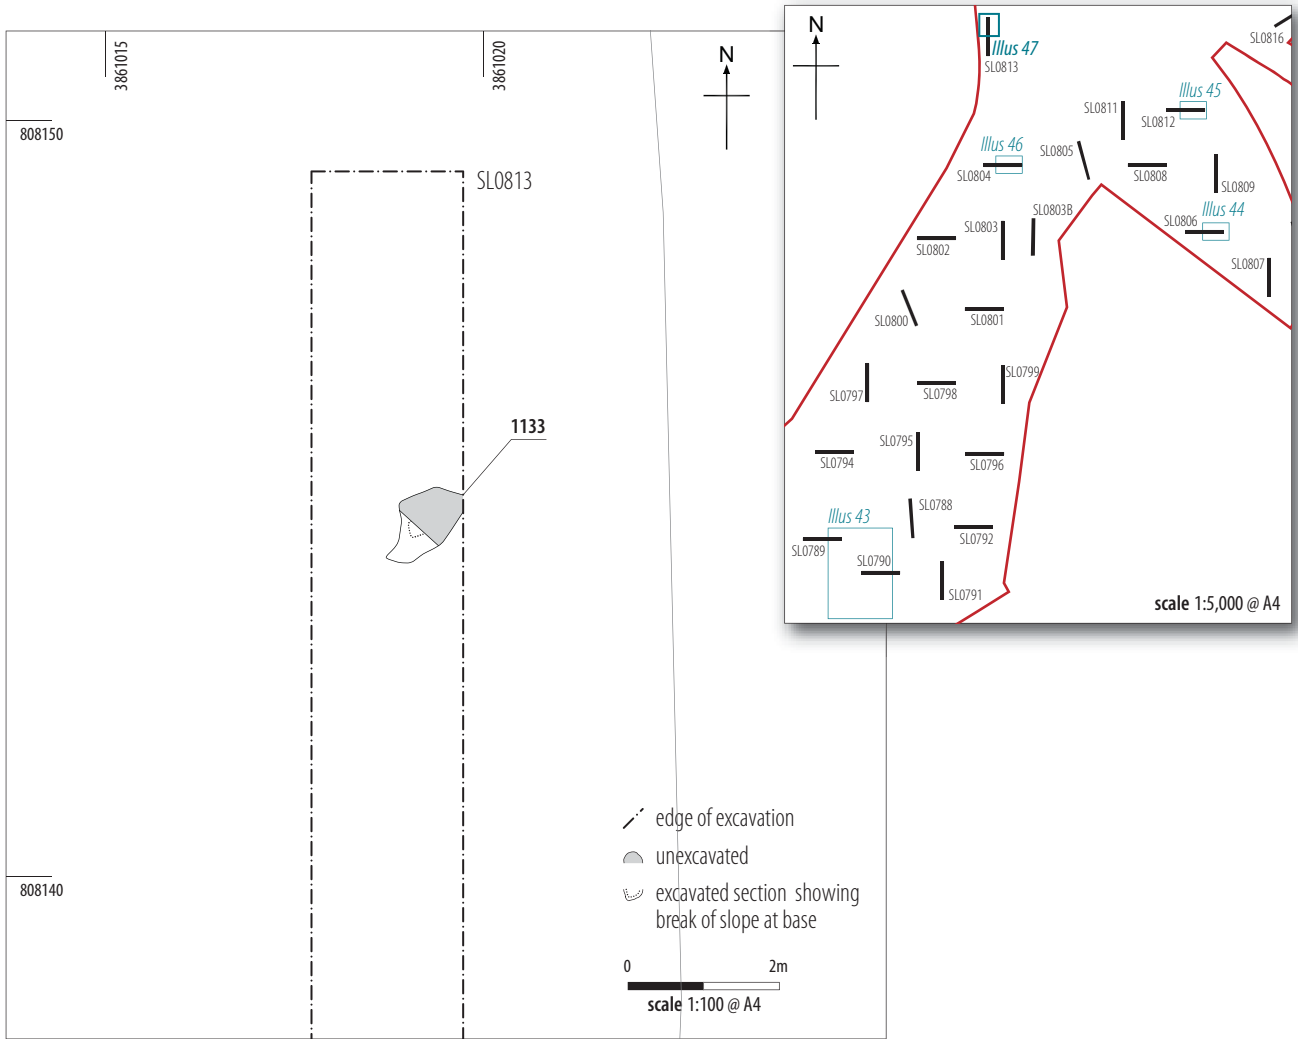 3861015
3861020
N
808150
SL0813
1133
808140
edge of excavation
unexcavated
excavated section showing
break of slope at base
0 2m
scale 1:100 @ A4
N
Illus 47
SL0813
SL0816
Illus 45
SL0811
SL0812
Illus 46
SL0804
SL0805
SL0808
SL0809
SL0803B
Illus 44
SL0806
SL0803
SL0802
SL0807
SL0800
SL0801
SL0799
SL0797
SL0798
SL0795
SL0794
SL0796
SL0788
Illus 43
SL0792
SL0789
SL0790
SL0791
scale 1:5,000 @ A4